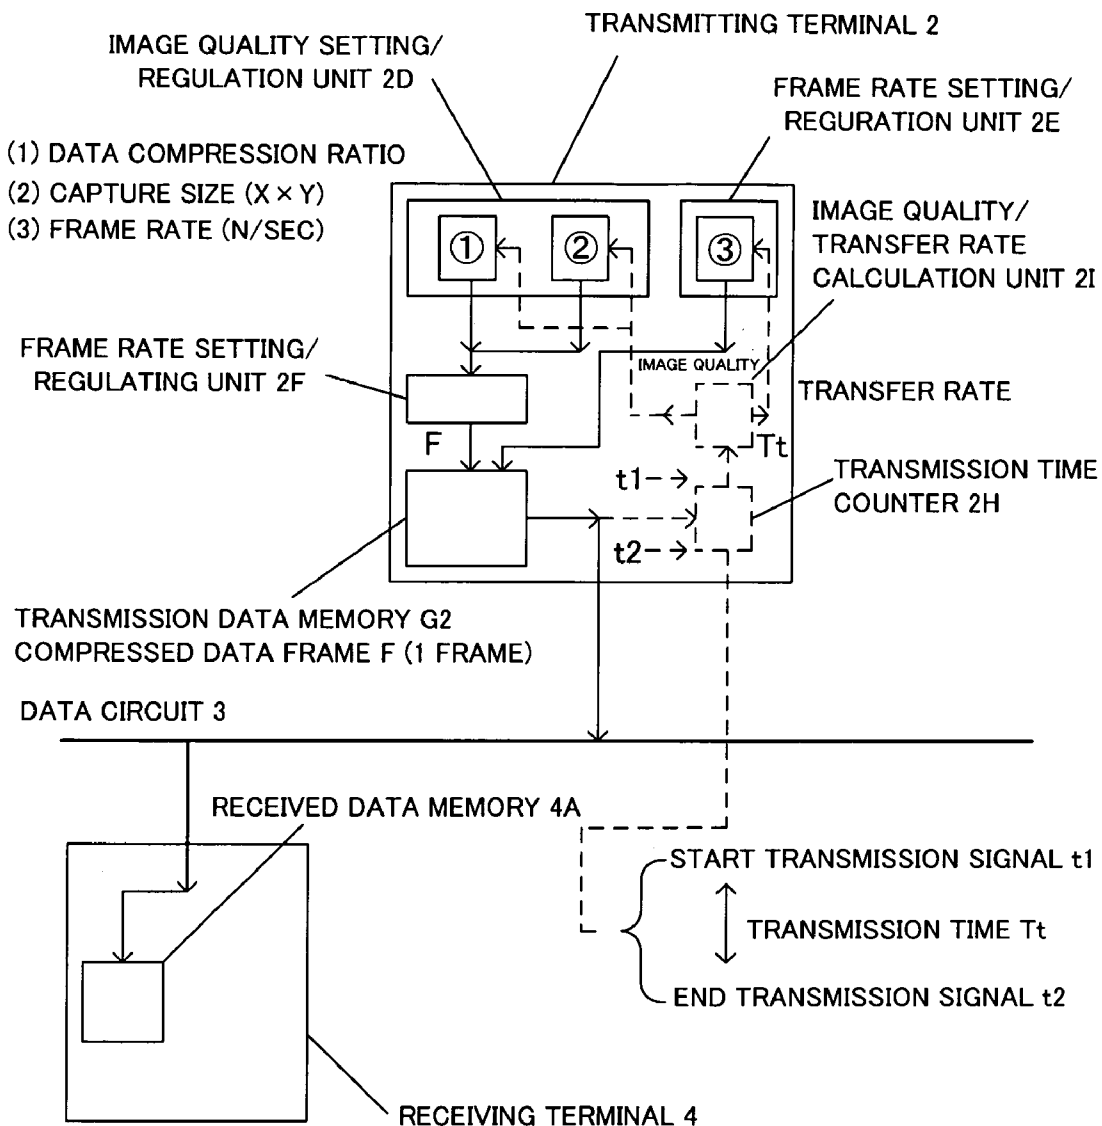 TRANSMITTING TERMINAL 2
IMAGE QUALITY SETTING/
REGULATION UNIT 2D
FRAME RATE SETTING/
REGURATION UNIT 2E
(1) DATA COMPRESSION RATIO
(2) CAPTURE SIZE (X × Y)
(3) FRAME RATE (N/SEC)
① ② ③
IMAGE QUALITY/
TRANSFER RATE
CALCULATION UNIT 2I
FRAME RATE SETTING/
REGULATING UNIT 2F
IMAGE QUALITY
TRANSFER RATE
F
Tt
t1
TRANSMISSION TIME
COUNTER 2H
t2
TRANSMISSION DATA MEMORY G2
COMPRESSED DATA FRAME F (1 FRAME)
DATA CIRCUIT 3
RECEIVED DATA MEMORY 4A
START TRANSMISSION SIGNAL t1
TRANSMISSION TIME Tt
END TRANSMISSION SIGNAL t2
RECEIVING TERMINAL 4